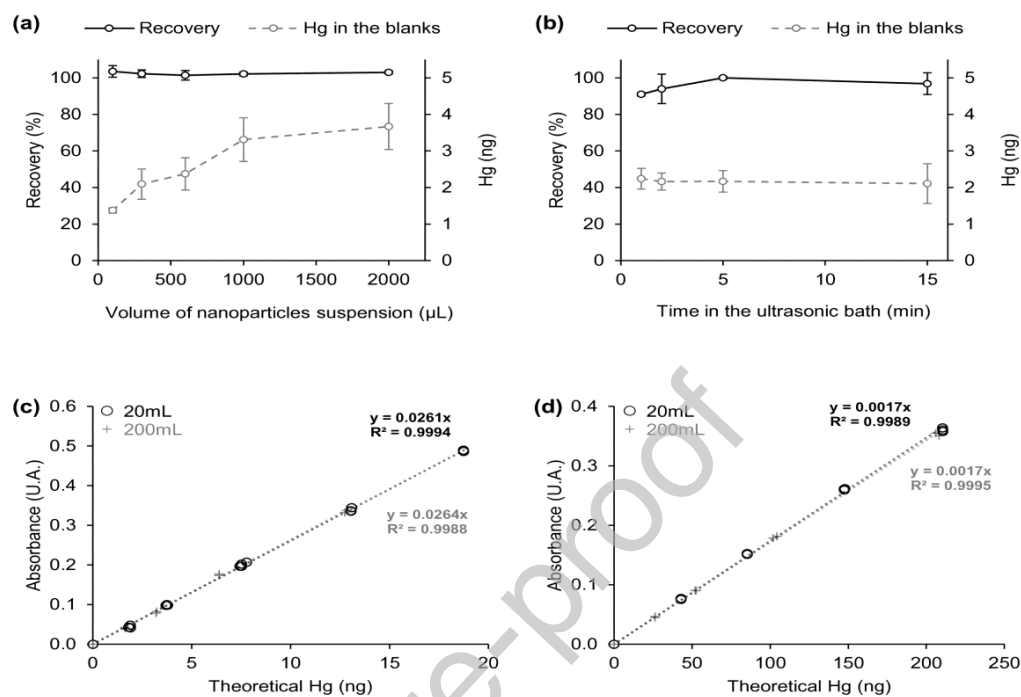 (a) Recovery Hg in the blanks
100 5
80 4
60 3
40 2
20 1
0 0
Recovery (%)
Hg (ng)
0 500 1000 1500 2000
Volume of nanoparticles suspension (µL)
(b) Recovery Hg in the blanks
100 5
80 4
60 3
40 2
20 1
0 0
Recovery (%)
Hg (ng)
0 5 10 15
Time in the ultrasonic bath (min)
(c) 0.6
20mL
200mL
y = 0.0261x
R² = 0.9994
0.5
0.4
y = 0.0264x
R² = 0.9988
0.3
0.2
0.1
0.0
Absorbance (U.A.)
0 5 10 15 20
Theoretical Hg (ng)
(d) 0.4
20mL
200mL
y = 0.0017x
R² = 0.9989
0.3
y = 0.0017x
R² = 0.9995
0.2
0.1
0.0
Absorbance (U.A.)
0 50 100 150 200 250
Theoretical Hg (ng)
e-proof